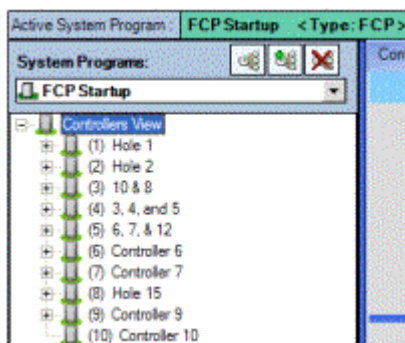 Active System Program: FCP Startup <Type: FCP>
Con
System Programs:
FCP Startup
Controllers View
(1) Hole 1
(2) Hole 2
(3) 10 & 8
(4) 3, 4, and 5
(5) 6, 7, & 12
(6) Controller 6
(7) Controller 7
(8) Hole 15
(9) Controller 9
(10) Controller 10